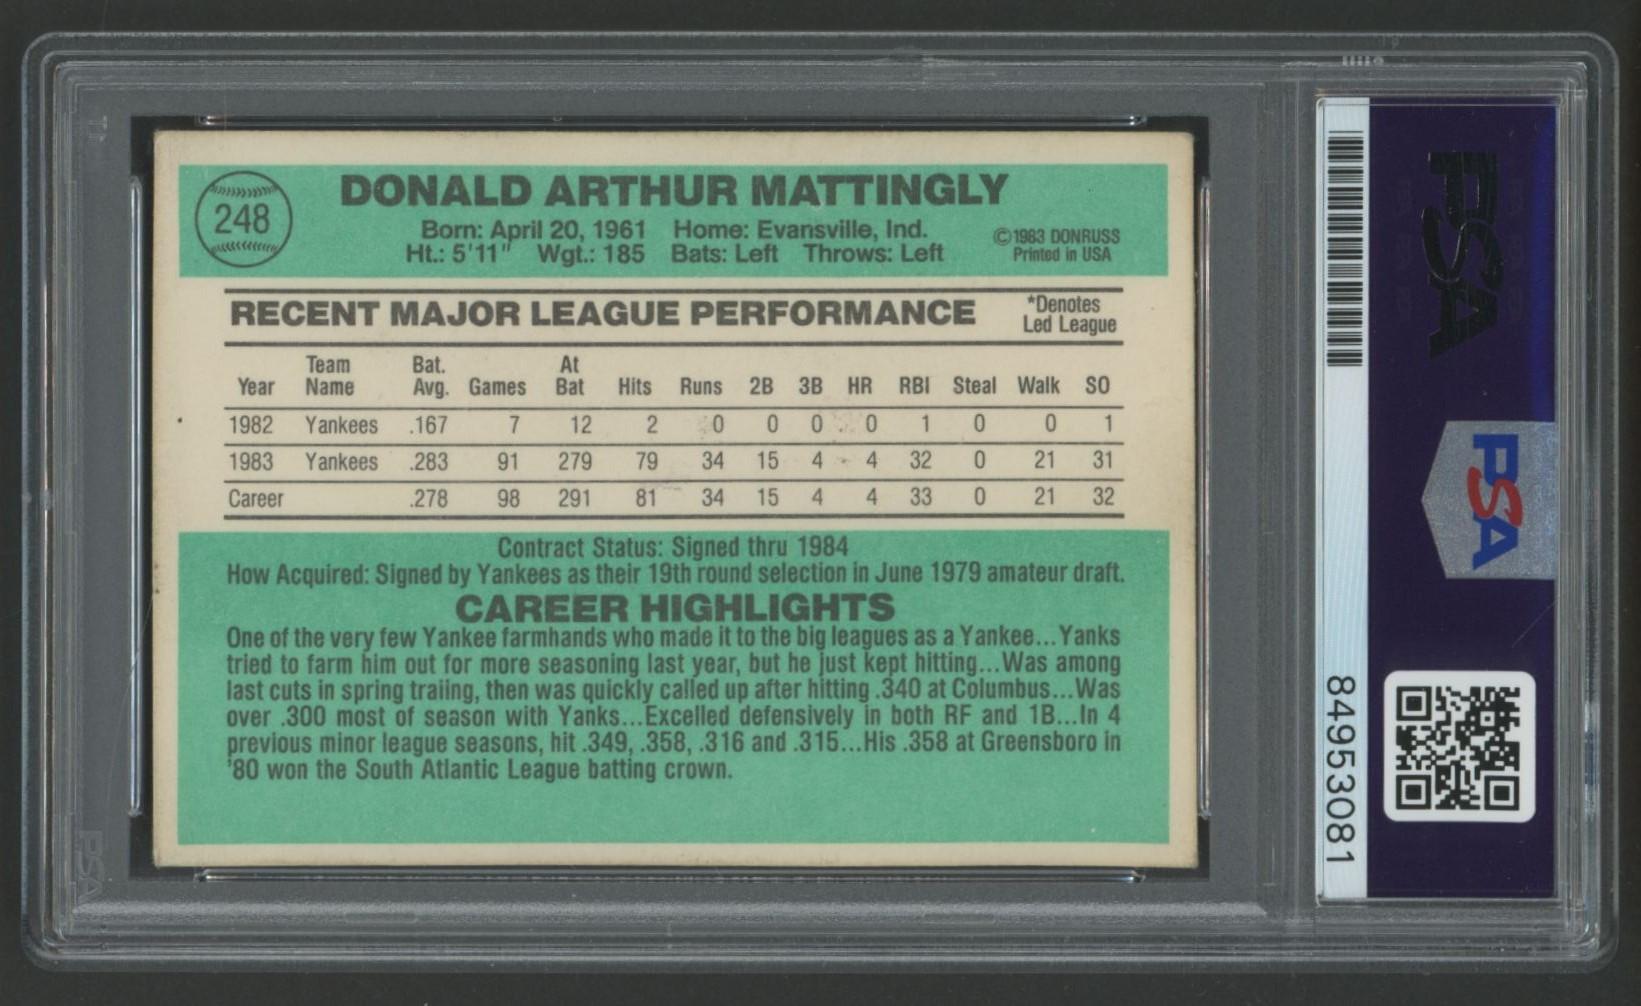 248
DONALD ARTHUR MATTINGLY
Born: April 20, 1961 Home: Evansville, Ind.
Ht.: 5'11" Wgt.: 185 Bats: Left Throws: Left
©1983 DONRUSS
Printed in USA
RECENT MAJOR LEAGUE PERFORMANCE
*Denotes
Led League
Year Team Name Bat. Avg. Games At Bat Hits Runs 2B 3B HR RBI Steal Walk SO
1982 Yankees .167 7 12 2 0 0 0 0 1 0 0 1
1983 Yankees .283 91 279 79 34 15 4 4 32 0 21 31
Career .278 98 291 81 34 15 4 4 33 0 21 32
Contract Status: Signed thru 1984
How Acquired: Signed by Yankees as their 19th round selection in June 1979 amateur draft.
CAREER HIGHLIGHTS
One of the very few Yankee farmhands who made it to the big leagues as a Yankee...Yanks
tried to farm him out for more seasoning last year, but he just kept hitting...Was among
last cuts in spring traiing, then was quickly called up after hitting .340 at Columbus...Was
over .300 most of season with Yanks...Excelled defensively in both RF and 1B...In 4
previous minor league seasons, hit .349, .358, .316 and .315...His .358 at Greensboro in
'80 won the South Atlantic League batting crown.
PSA
PSA
84953081
PSA